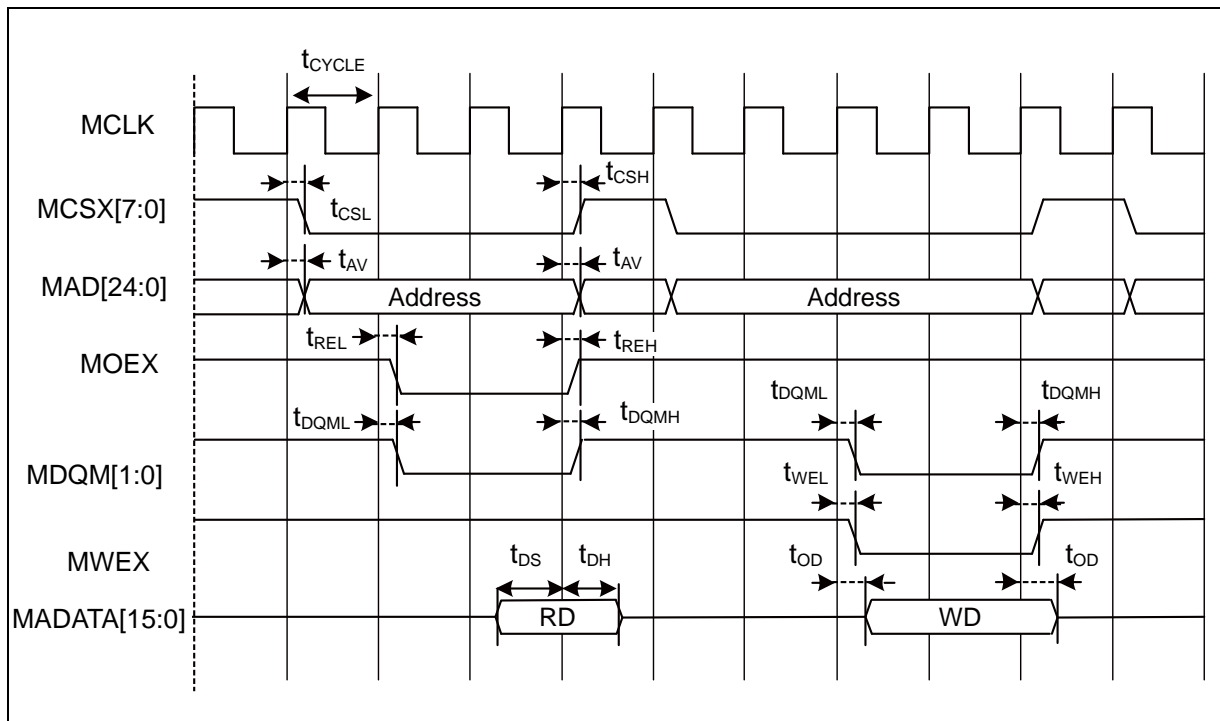 tCYCLE
MCLK
tCSH
MCSX[7:0]
tCSL
tAV tAV
MAD[24:0]
Address Address
tREL tREH
MOEX
tDQML tDQMH
tDQML tDQMH
MDQM[1:0]
tWEL tWEH
MWEX
tDS tDH
tOD tOD
MADATA[15:0]
RD WD